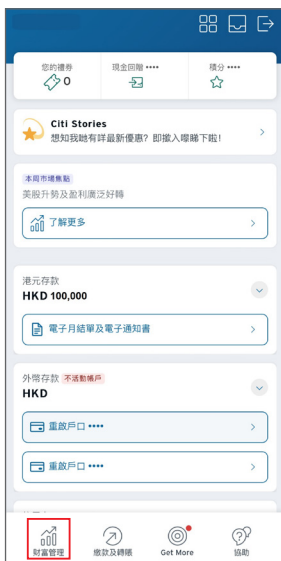 您的禮券
0
現金回贈 ••••
積分 ••••
Citi Stories
想知我哋有咩最新優惠？即撳入嚟睇下啦！
本周市場焦點
美股升勢及盈利廣泛好轉
了解更多
港元存款
HKD 100,000
電子月結單及電子通知書
外幣存款 不活動帳戶
HKD
重啟戶口 ••••
重啟戶口 ••••
財富管理
繳款及轉賬
Get More
協助